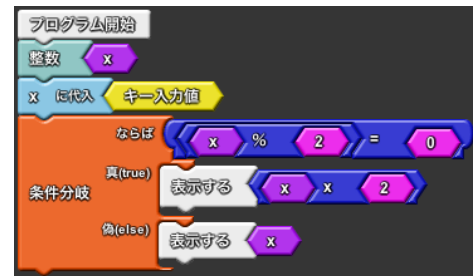 プログラム開始
整数 x
x に代入 キー入力値
ならば x % 2 = 0
条件分岐
真(true) 表示する x x 2
偽(else) 表示する x